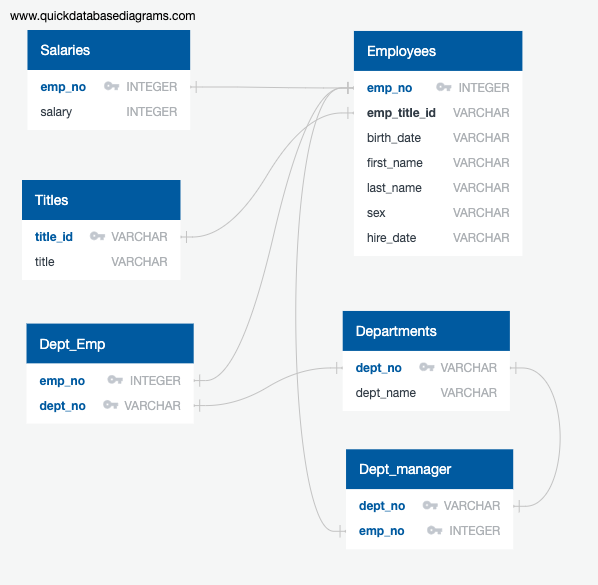 www.quickdatabasediagrams.com
Salaries
emp_no INTEGER
salary INTEGER
Employees
emp_no INTEGER
emp_title_id VARCHAR
birth_date VARCHAR
first_name VARCHAR
last_name VARCHAR
sex VARCHAR
hire_date VARCHAR
Titles
title_id VARCHAR
title VARCHAR
Dept_Emp
emp_no INTEGER
dept_no VARCHAR
Departments
dept_no VARCHAR
dept_name VARCHAR
Dept_manager
dept_no VARCHAR
emp_no INTEGER